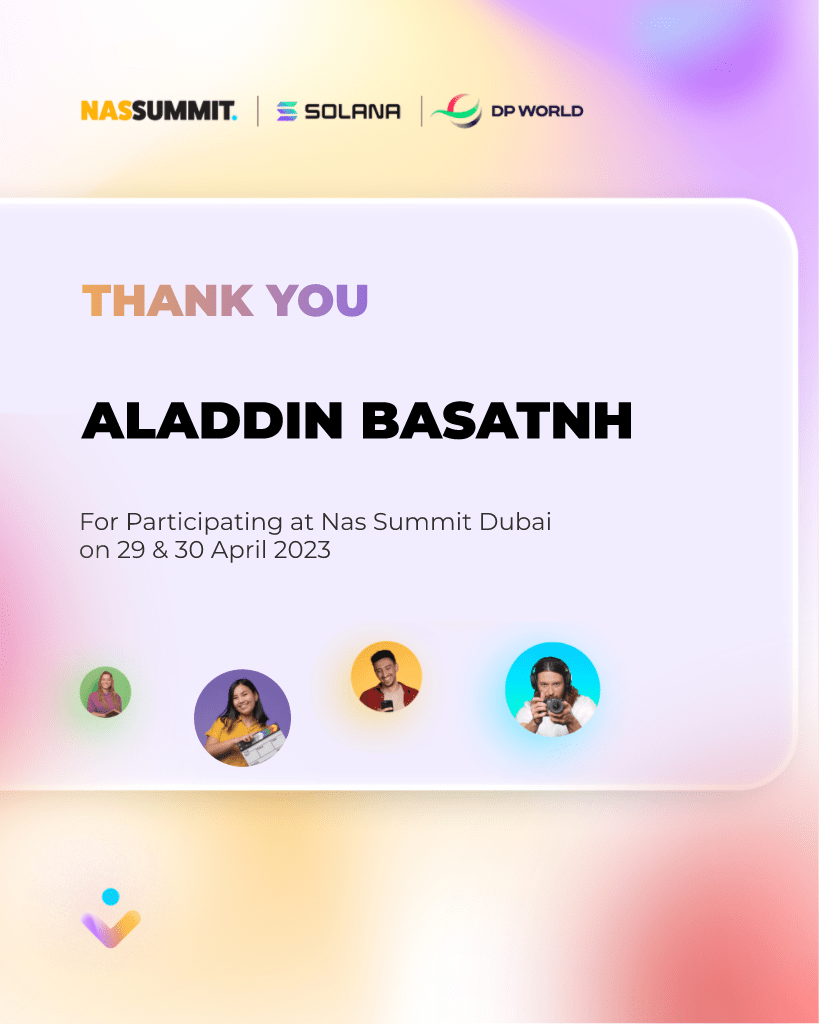 NASSUMMIT.
SOLANA
DP WORLD
THANK YOU
ALADDIN BASATNH
For Participating at Nas Summit Dubai
on 29 & 30 April 2023